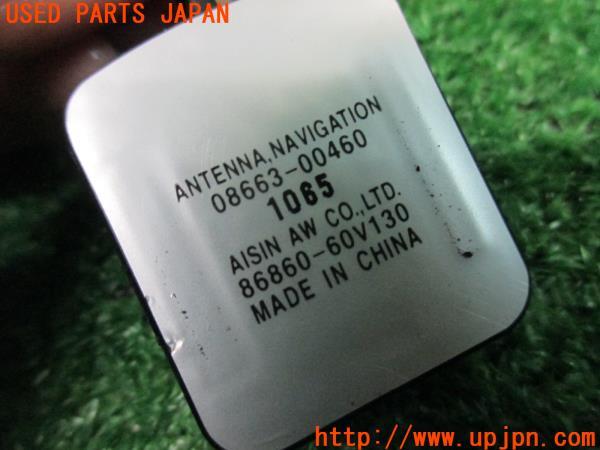 USED PARTS JAPAN
ANTENNA,NAVIGATION
08663-00460
1065
AISIN AW CO.,LTD.
86860-60V130
MADE IN CHINA
http://www.upjpn.com